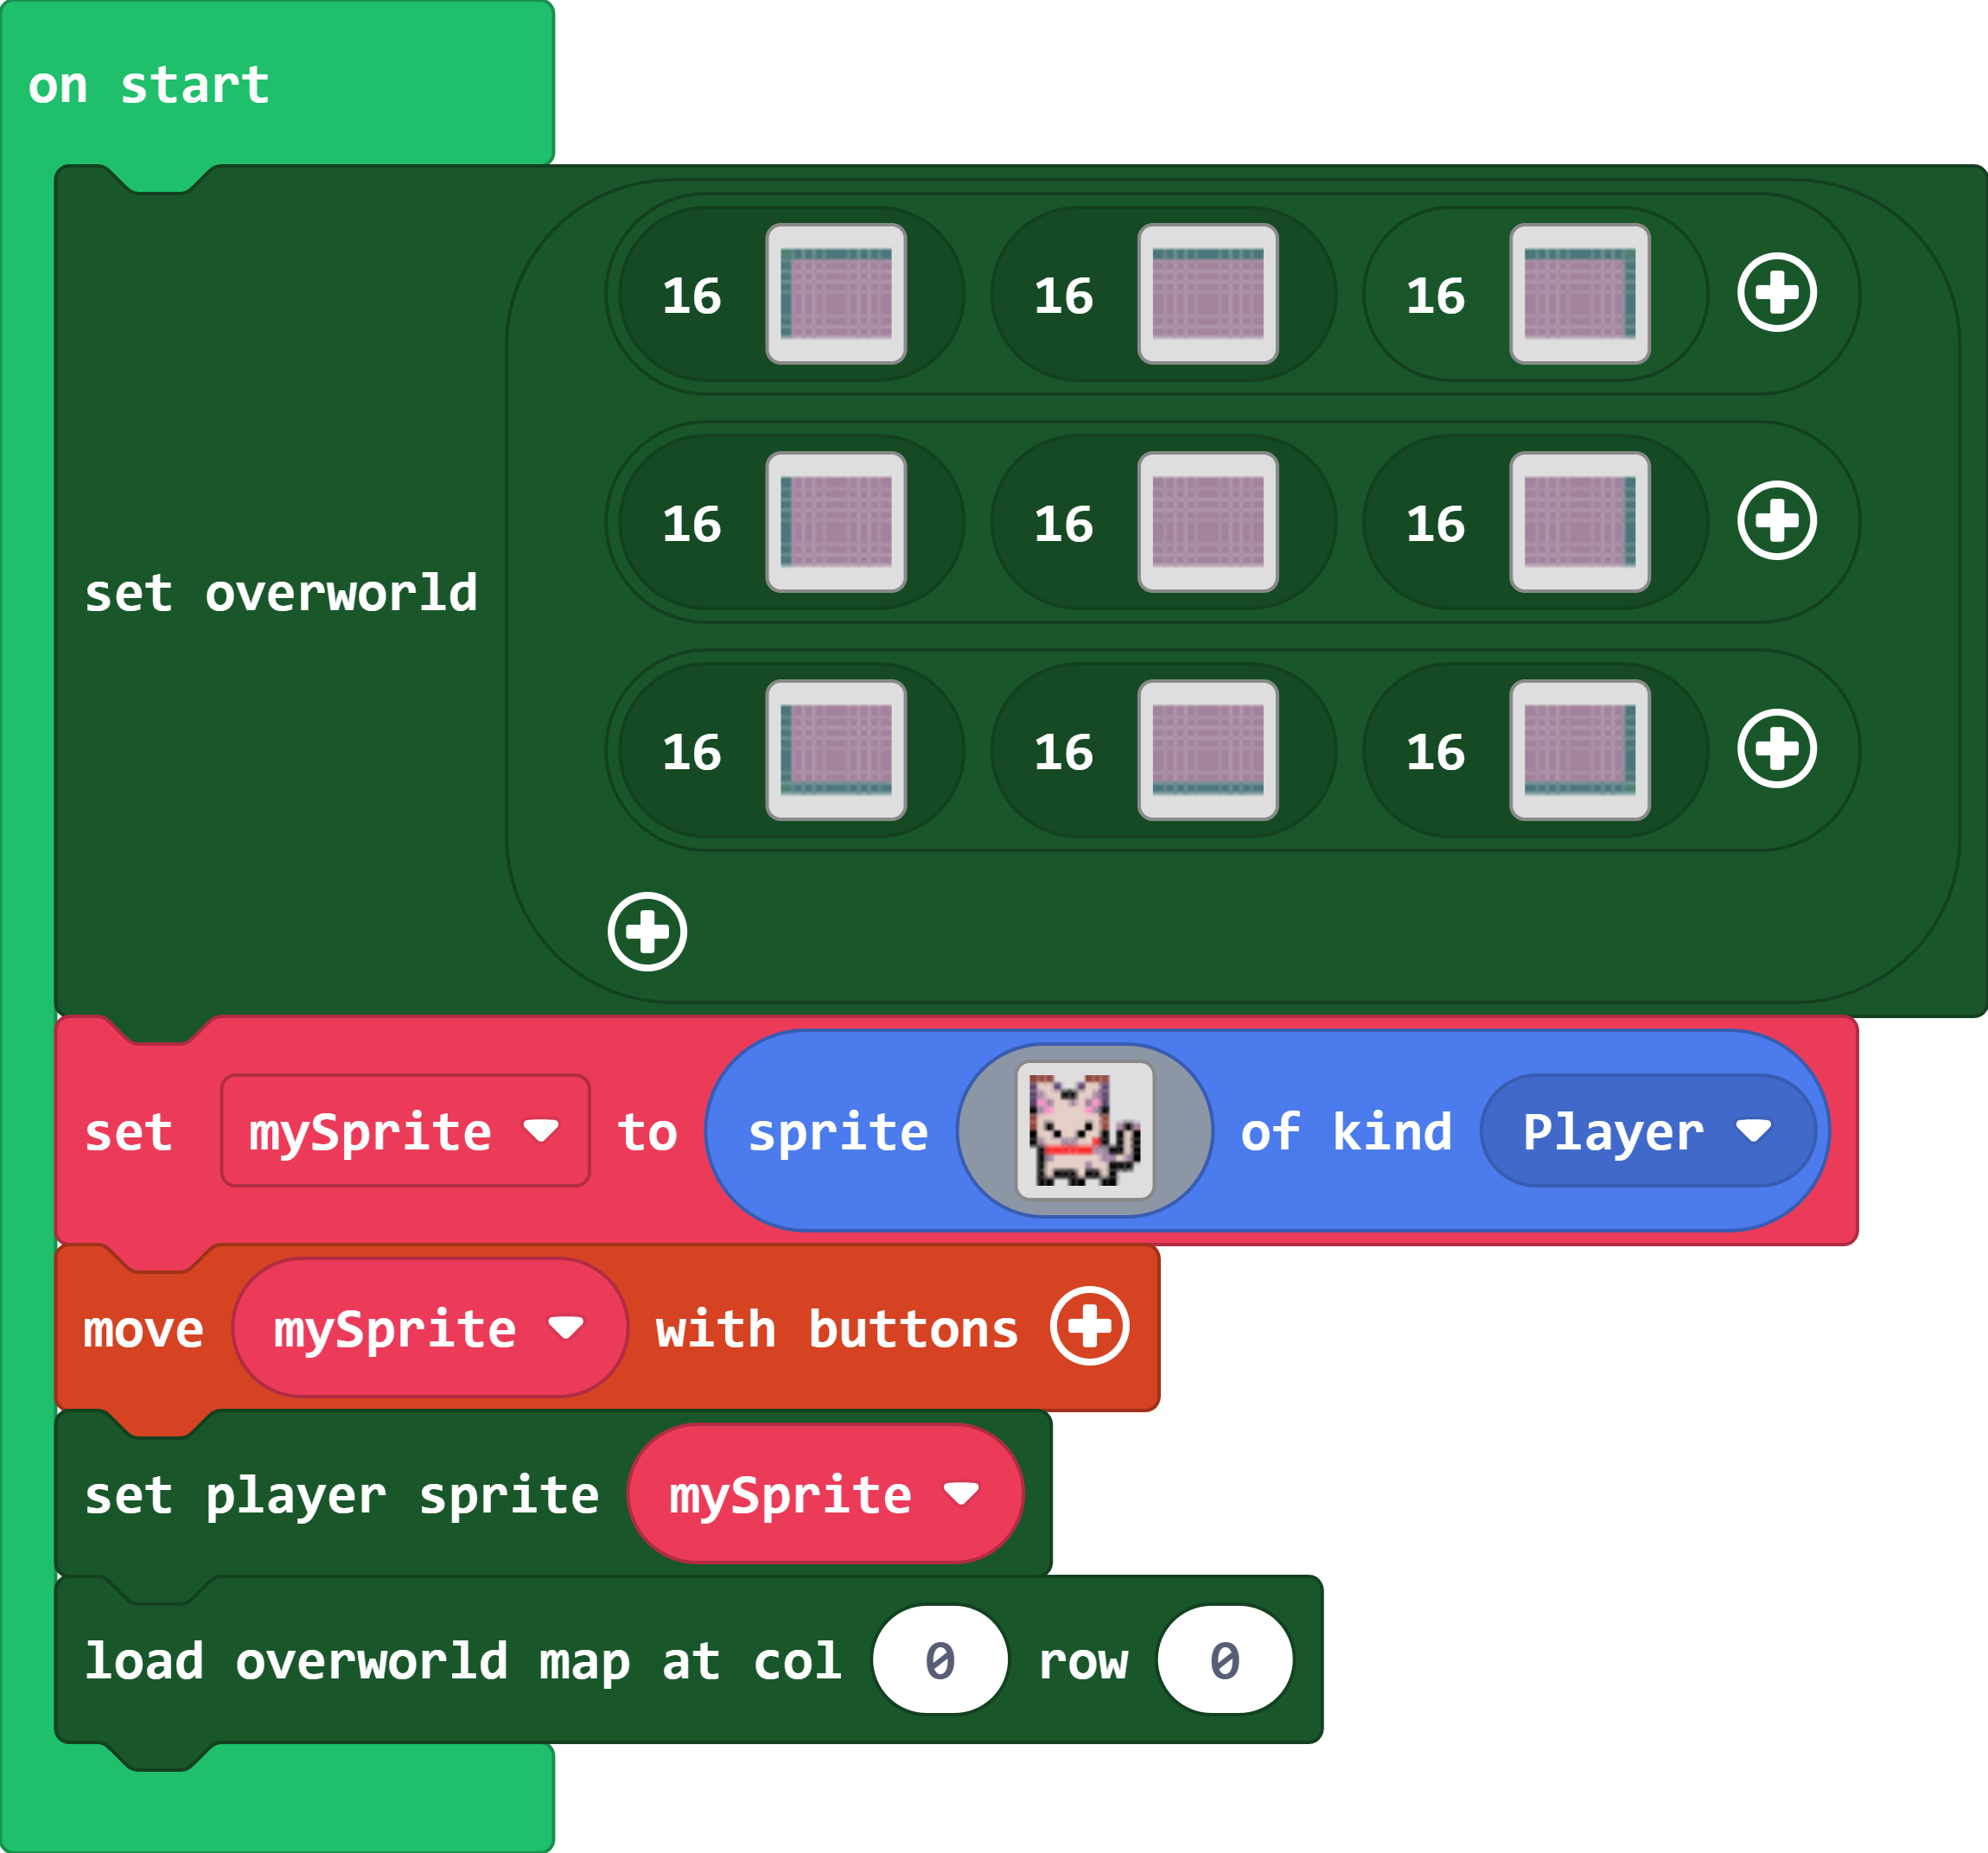 on start
16 16 16
16 16 16
set overworld
16 16 16
set mySprite to sprite of kind Player
move mySprite with buttons
set player sprite mySprite
load overworld map at col 0 row 0